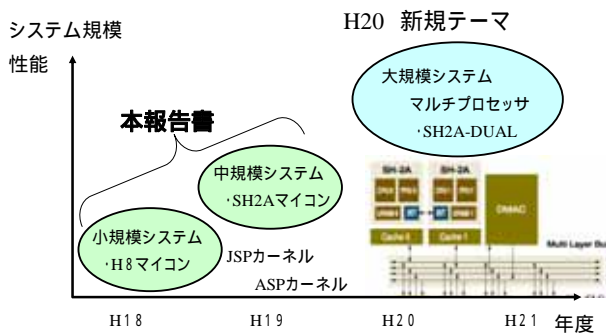 システム規模
性能
H20 新規テーマ
大規模システム
マルチプロセッサ
・SH2A-DUAL
本報告書
中規模システム
・SH2Aマイコン
小規模システム
・H8マイコン
JSPカーネル
ASPカーネル
SH-2A
SH-2A
DMAC
Cache
Cache
Multi Layer Bu
H18
H19
H20
H21
年度